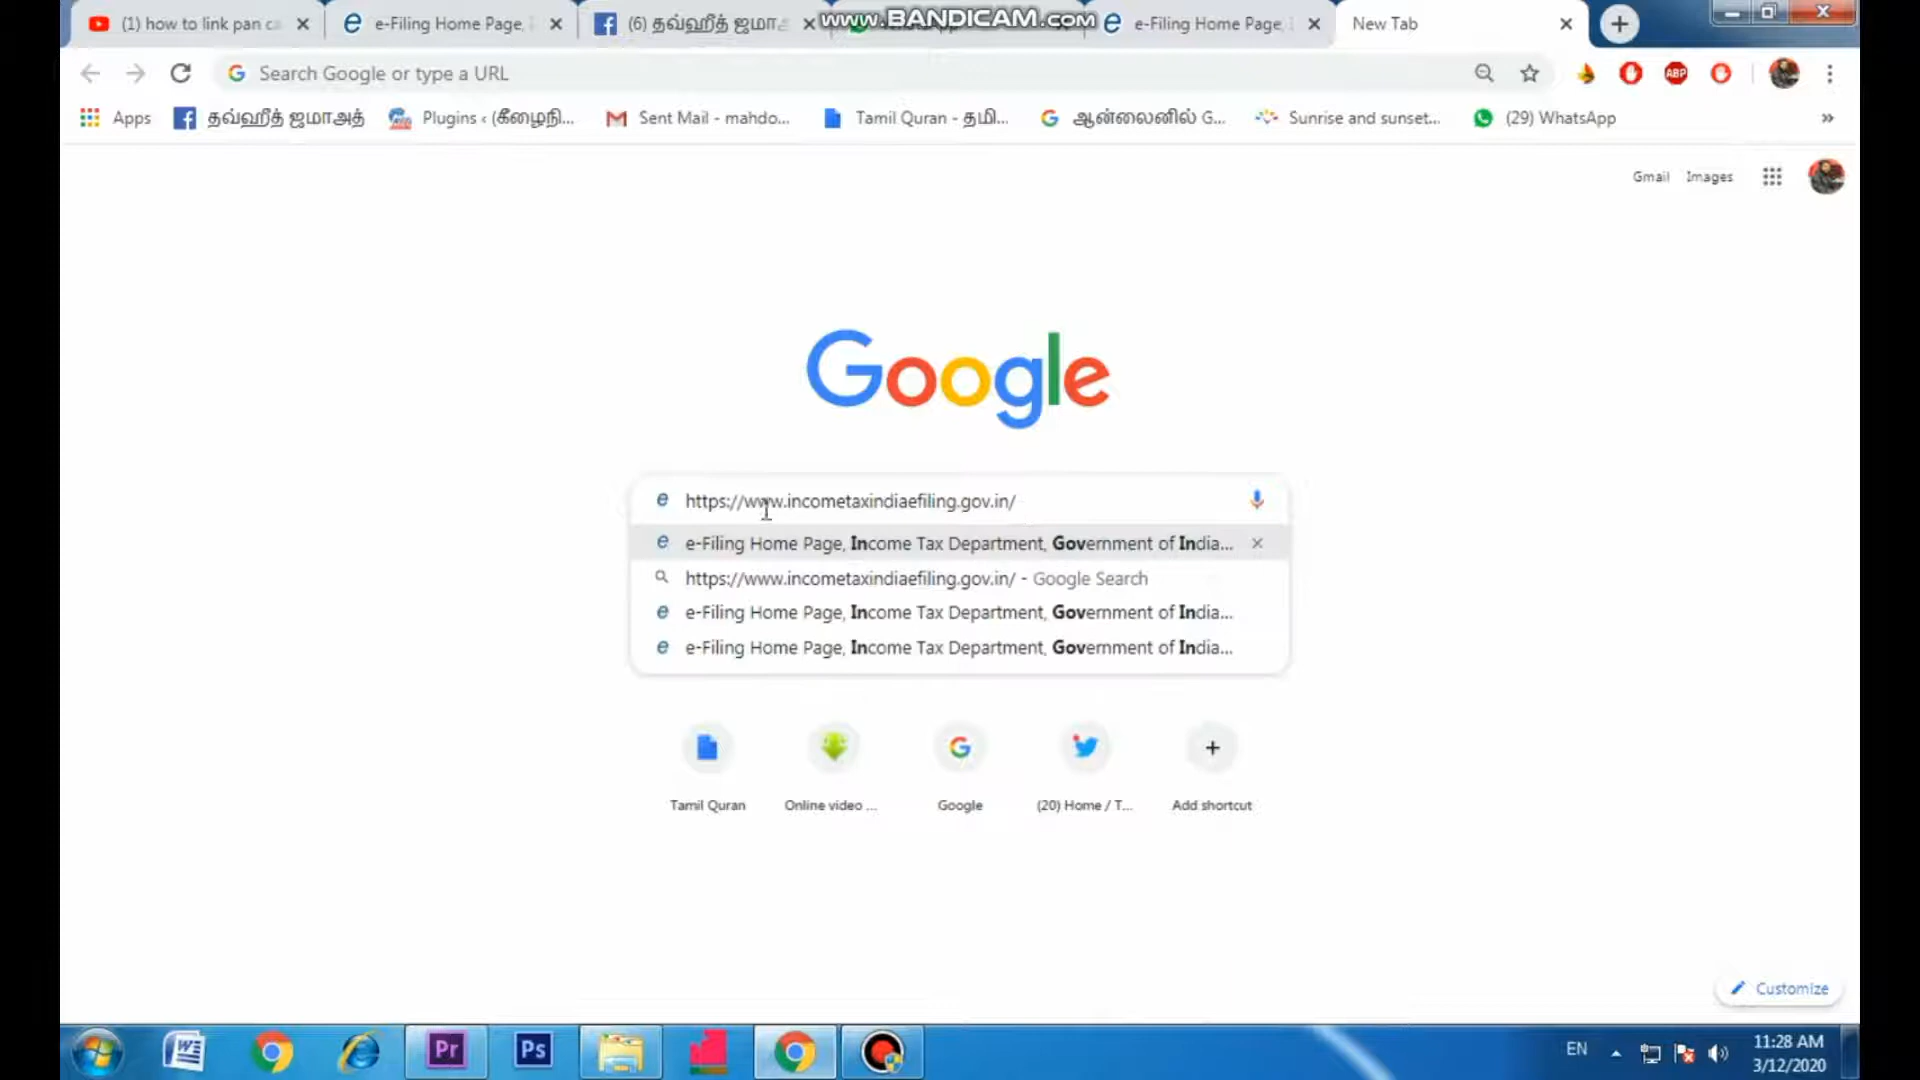 (1) how to link pan ca
e-Filing Home Page, I
(6) தவ்ஹீத் ஜமாஅ
www.BANDICAM.com
e-Filing Home Page, I
New Tab
Search Google or type a URL
ABP
Apps
தவ்ஹீத் ஜமாஅத்
Plugins ‹ (கீழைநி...
Sent Mail - mahdo...
Tamil Quran - தமி...
ஆன்லைனில் G...
Sunrise and sunset...
(29) WhatsApp
»
Gmail
Images
Google
https://www.incometaxindiaefiling.gov.in/
e-Filing Home Page, Income Tax Department, Government of India...
https://www.incometaxindiaefiling.gov.in/ - Google Search
e-Filing Home Page, Income Tax Department, Government of India...
e-Filing Home Page, Income Tax Department, Government of India...
Tamil Quran
Online video ...
Google
(20) Home / T...
Add shortcut
Customize
Pr
Ps
EN
11:28 AM
3/12/2020